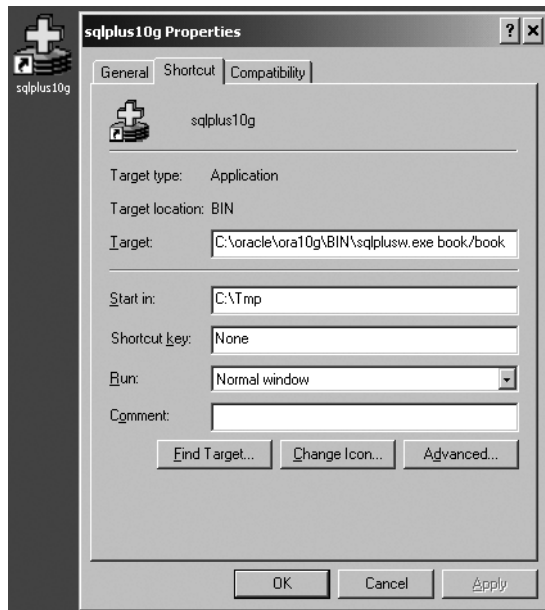 sqlplus10g
sqlplus10g Properties
General Shortcut Compatibility
sqlplus10g
Target type: Application
Target location: BIN
Target: C:\oracle\ora10g\BIN\sqlplusw.exe book/book
Start in: C:\Tmp
Shortcut key: None
Run: Normal window
Comment:
Find Target... Change Icon... Advanced...
OK Cancel Apply